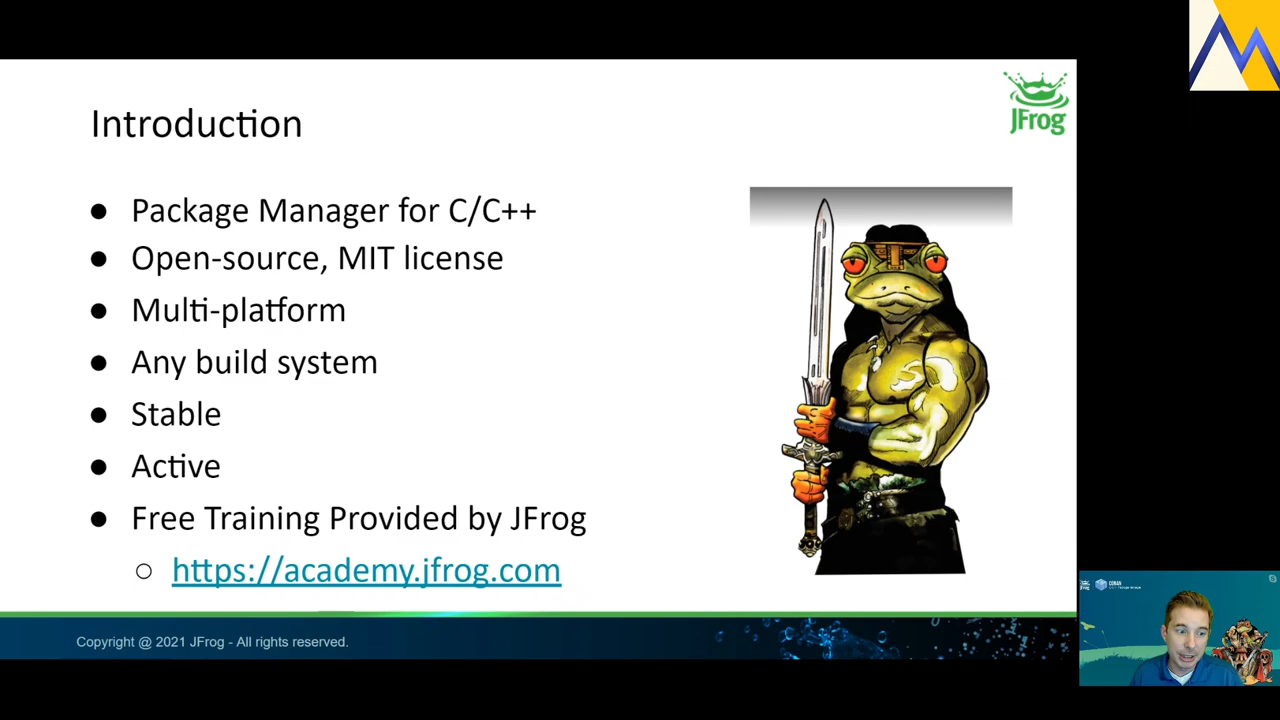 Introduction
JFrog
● Package Manager for C/C++
● Open-source, MIT license
● Multi-platform
● Any build system
● Stable
● Active
● Free Training Provided by JFrog
○ https://academy.jfrog.com
Copyright @ 2021 JFrog - All rights reserved.
CONAN